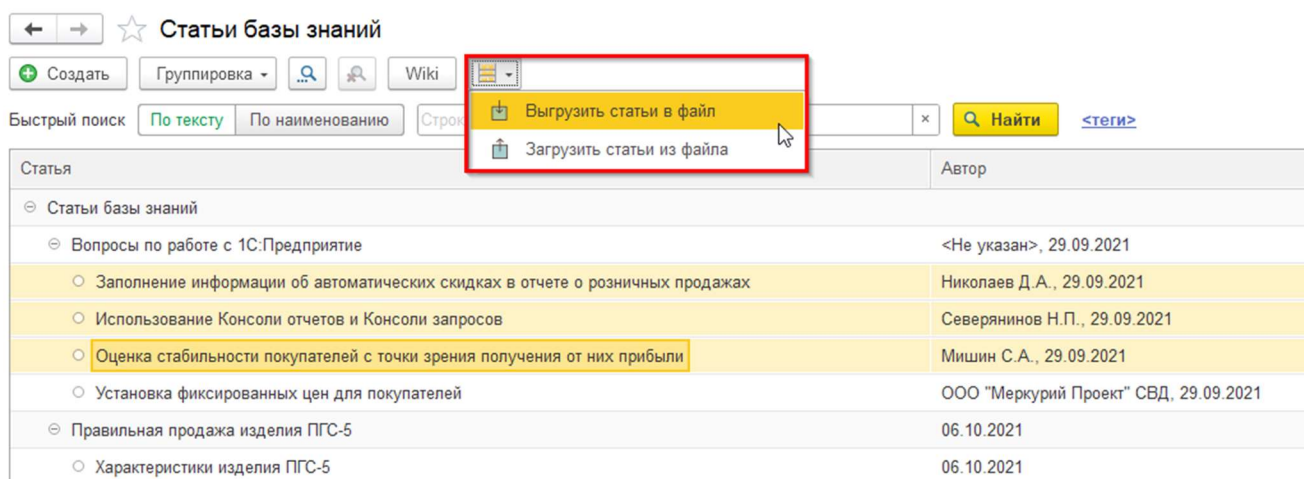 Статьи базы знаний
Создать Группировка Wiki
Выгрузить статьи в файл
Быстрый поиск По тексту По наименованию × Найти <теги>
Загрузить статьи из файла
Статья Автор
Статьи базы знаний
Вопросы по работе с 1С:Предприятие <Не указан>, 29.09.2021
Заполнение информации об автоматических скидках в отчете о розничных продажах Николаев Д.А., 29.09.2021
Использование Консоли отчетов и Консоли запросов Северянинов Н.П., 29.09.2021
Оценка стабильности покупателей с точки зрения получения от них прибыли Мишин С.А., 29.09.2021
Установка фиксированных цен для покупателей ООО "Меркурий Проект" СВД, 29.09.2021
Правильная продажа изделия ПГС-5 06.10.2021
Характеристики изделия ПГС-5 06.10.2021